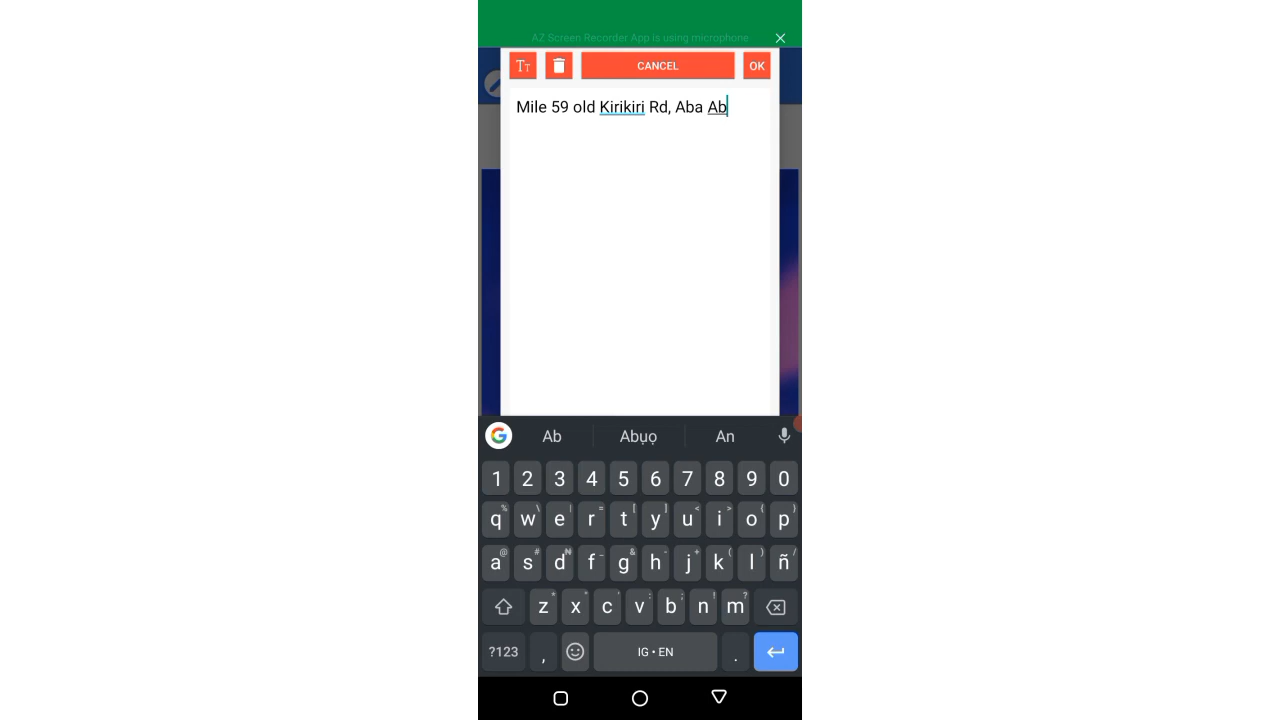 AZ Screen Recorder App is using microphone
TT CANCEL OK
Mile 59 old Kirikiri Rd, Aba Ab
G Ab Abụọ An
1 2 3 4 5 6 7 8 9 0
% \ | = [ ] < > { }
q w e r t y u i o p
@ # ₦ _ & - + ( ) /
a s d f g h j k l ñ
* " ' : ; ! ?
z x c v b n m
?123 , IG • EN .